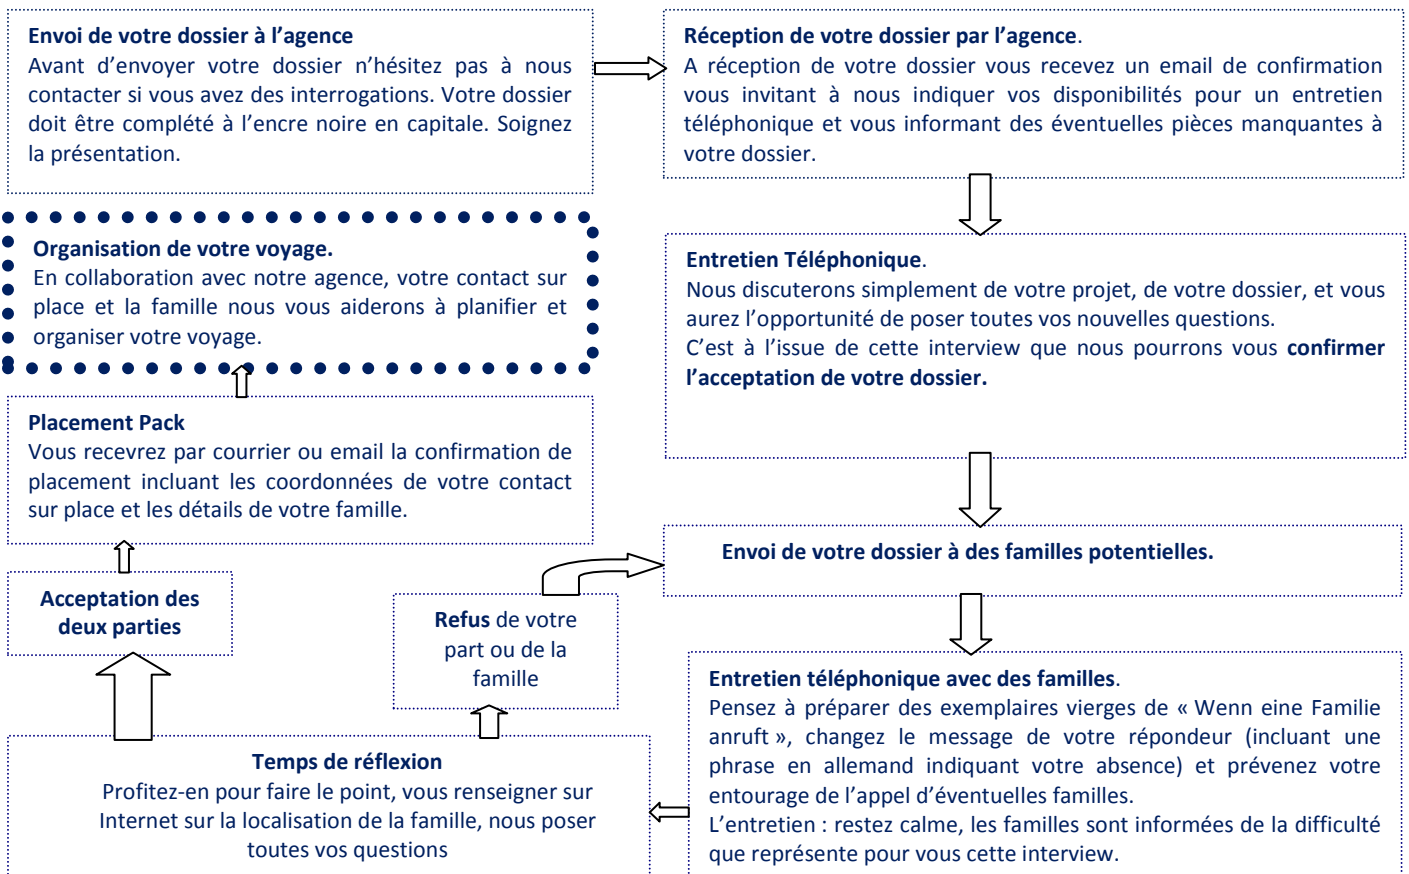 Envoi de votre dossier à l’agence
Avant d’envoyer votre dossier n’hésitez pas à nous
contacter si vous avez des interrogations. Votre dossier
doit être complété à l’encre noire en capitale. Soignez
la présentation.
Réception de votre dossier par l’agence.
A réception de votre dossier vous recevez un email de confirmation
vous invitant à nous indiquer vos disponibilités pour un entretien
téléphonique et vous informant des éventuelles pièces manquantes à
votre dossier.
Entretien Téléphonique.
Nous discuterons simplement de votre projet, de votre dossier, et vous
aurez l’opportunité de poser toutes vos nouvelles questions.
C’est à l’issue de cette interview que nous pourrons vous confirmer
l’acceptation de votre dossier.
Envoi de votre dossier à des familles potentielles.
Entretien téléphonique avec des familles.
Pensez à préparer des exemplaires vierges de « Wenn eine Familie
anruft », changez le message de votre répondeur (incluant une
phrase en allemand indiquant votre absence) et prévenez votre
entourage de l’appel d’éventuelles familles.
L’entretien : restez calme, les familles sont informées de la difficulté
que représente pour vous cette interview.
Temps de réflexion
Profitez-en pour faire le point, vous renseigner sur
Internet sur la localisation de la famille, nous poser
toutes vos questions
Refus de votre
part ou de la
famille
Acceptation des
deux parties
Placement Pack
Vous recevrez par courrier ou email la confirmation de
placement incluant les coordonnées de votre contact
sur place et les détails de votre famille.
Organisation de votre voyage.
En collaboration avec notre agence, votre contact sur
place et la famille nous vous aiderons à planifier et
organiser votre voyage.